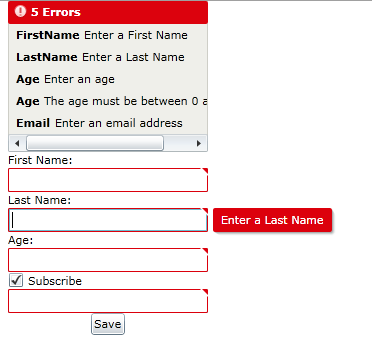 5 Errors
FirstName Enter a First Name
LastName Enter a Last Name
Age Enter an age
Age The age must be between 0 a
Email Enter an email address
First Name:
Last Name:
Enter a Last Name
Age:
Subscribe
Save